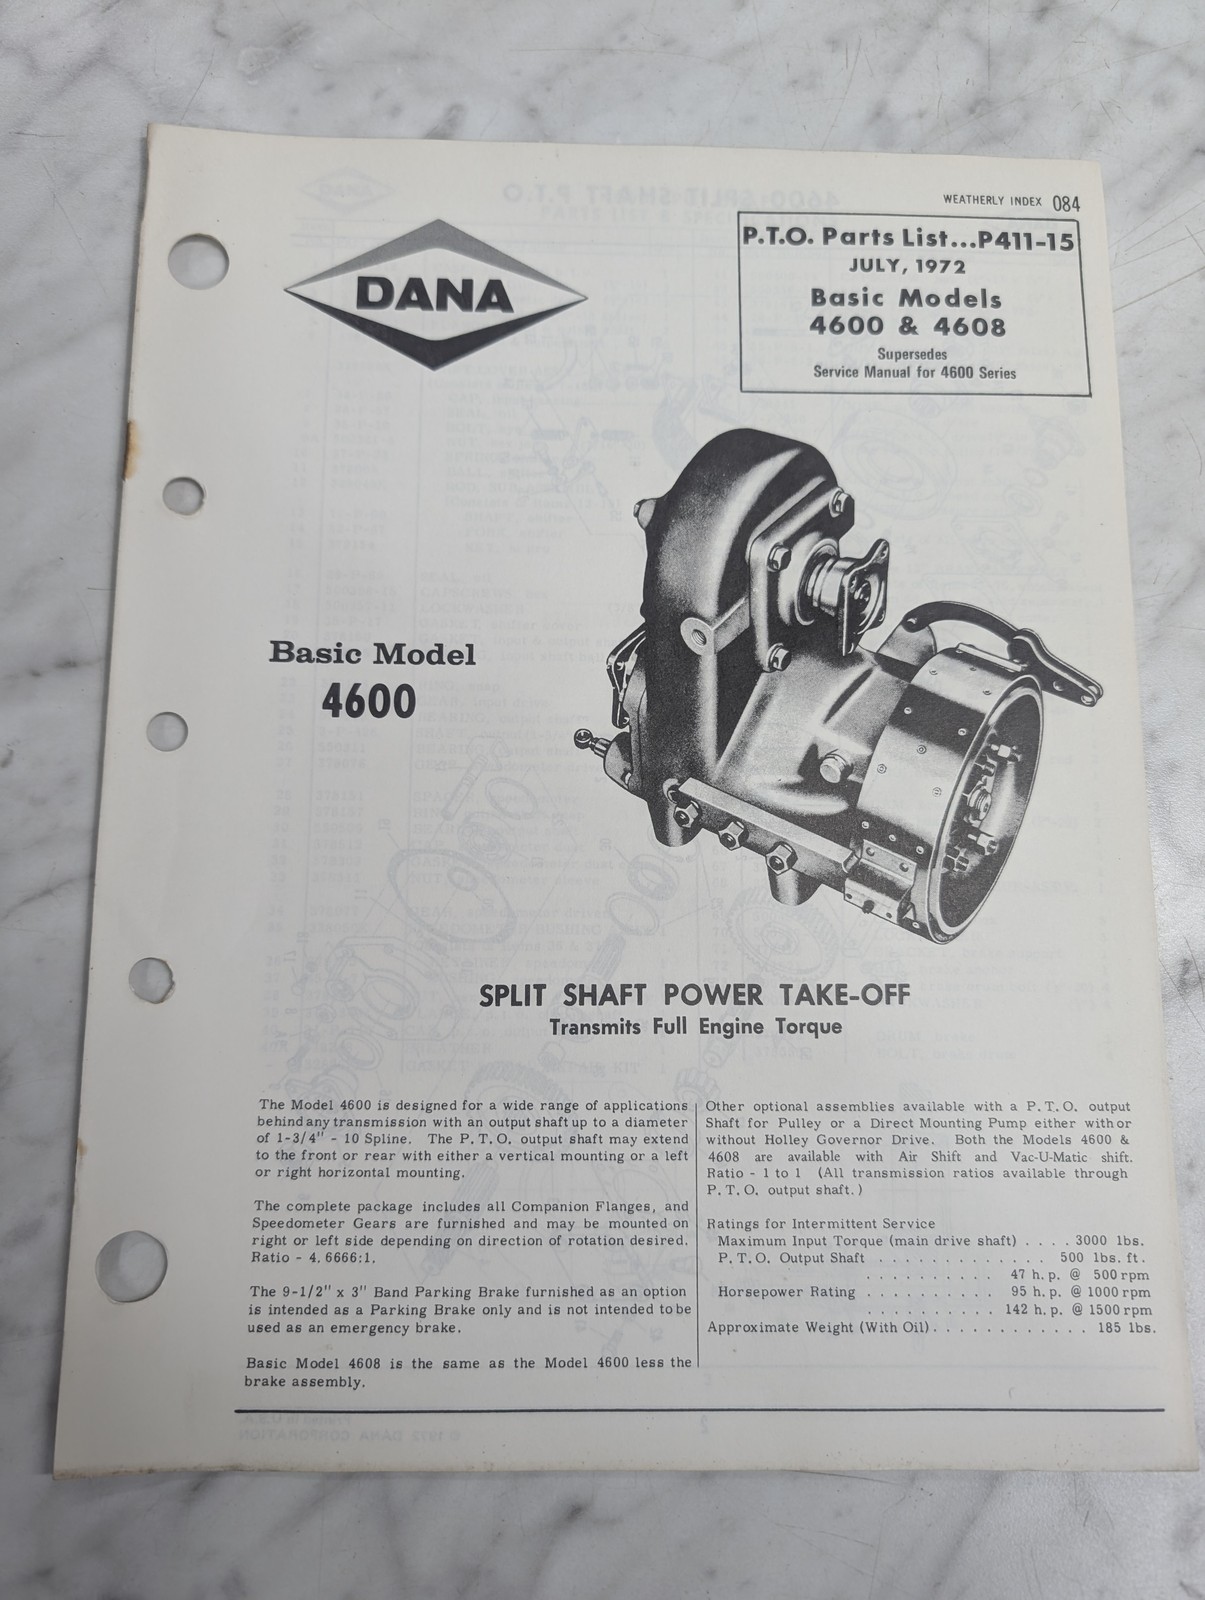 WEATHERLY INDEX 084
P.T.O. Parts List...P411-15
JULY, 1972
Basic Models
4600 & 4608
Supersedes
Service Manual for 4600 Series
DANA
Basic Model
4600
SPLIT SHAFT POWER TAKE-OFF
Transmits Full Engine Torque
The Model 4600 is designed for a wide range of applications
behind any transmission with an output shaft up to a diameter
of 1-3/4" - 10 Spline. The P.T.O. output shaft may extend
to the front or rear with either a vertical mounting or a left
or right horizontal mounting.
The complete package includes all Companion Flanges, and
Speedometer Gears are furnished and may be mounted on
right or left side depending on direction of rotation desired.
Ratio - 4.6666:1.
The 9-1/2" x 3" Band Parking Brake furnished as an option
is intended as a Parking Brake only and is not intended to be
used as an emergency brake.
Basic Model 4608 is the same as the Model 4600 less the
brake assembly.
Other optional assemblies available with a P.T.O. output
Shaft for Pulley or a Direct Mounting Pump either with or
without Holley Governor Drive. Both the Models 4600 &
4608 are available with Air Shift and Vac-U-Matic shift.
Ratio - 1 to 1 (All transmission ratios available through
P.T.O. output shaft.)
Ratings for Intermittent Service
Maximum Input Torque (main drive shaft) .... 3000 lbs.
P.T.O. Output Shaft ............. 500 lbs. ft.
.......... 47 h.p. @ 500 rpm
Horsepower Rating .......... 95 h.p. @ 1000 rpm
.......... 142 h.p. @ 1500 rpm
Approximate Weight (With Oil)............. 185 lbs.